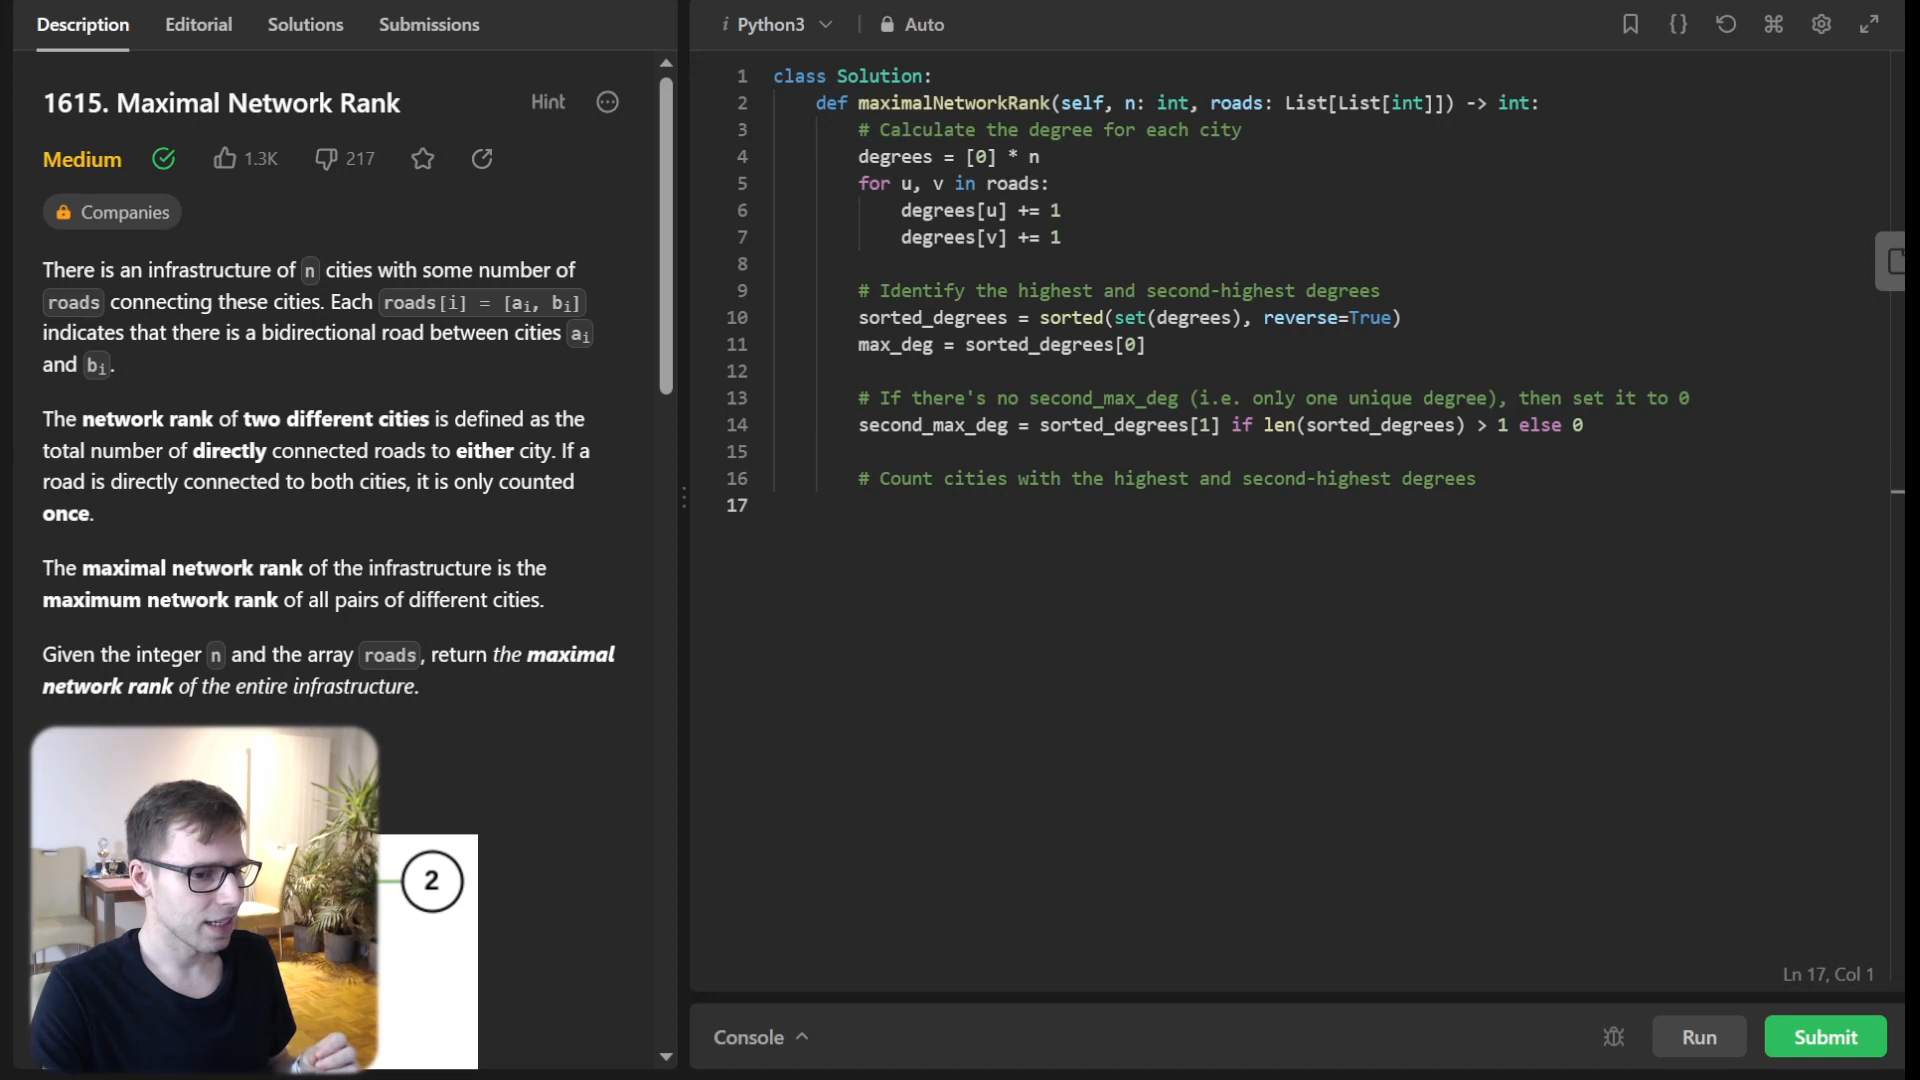 Description Editorial Solutions Submissions
1615. Maximal Network Rank Hint
Medium 1.3K 217
Companies
There is an infrastructure of n cities with some number of
roads connecting these cities. Each roads[i] = [ai, bi]
indicates that there is a bidirectional road between cities ai
and bi.
The network rank of two different cities is defined as the
total number of directly connected roads to either city. If a
road is directly connected to both cities, it is only counted
once.
The maximal network rank of the infrastructure is the
maximum network rank of all pairs of different cities.
Given the integer n and the array roads, return the maximal
network rank of the entire infrastructure.
2
i Python3 Auto
1 class Solution:
2 def maximalNetworkRank(self, n: int, roads: List[List[int]]) -> int:
3 # Calculate the degree for each city
4 degrees = [0] * n
5 for u, v in roads:
6 degrees[u] += 1
7 degrees[v] += 1
8
9 # Identify the highest and second-highest degrees
10 sorted_degrees = sorted(set(degrees), reverse=True)
11 max_deg = sorted_degrees[0]
12
13 # If there's no second_max_deg (i.e. only one unique degree), then set it to 0
14 second_max_deg = sorted_degrees[1] if len(sorted_degrees) > 1 else 0
15
16 # Count cities with the highest and second-highest degrees
17
Ln 17, Col 1
Console Run Submit